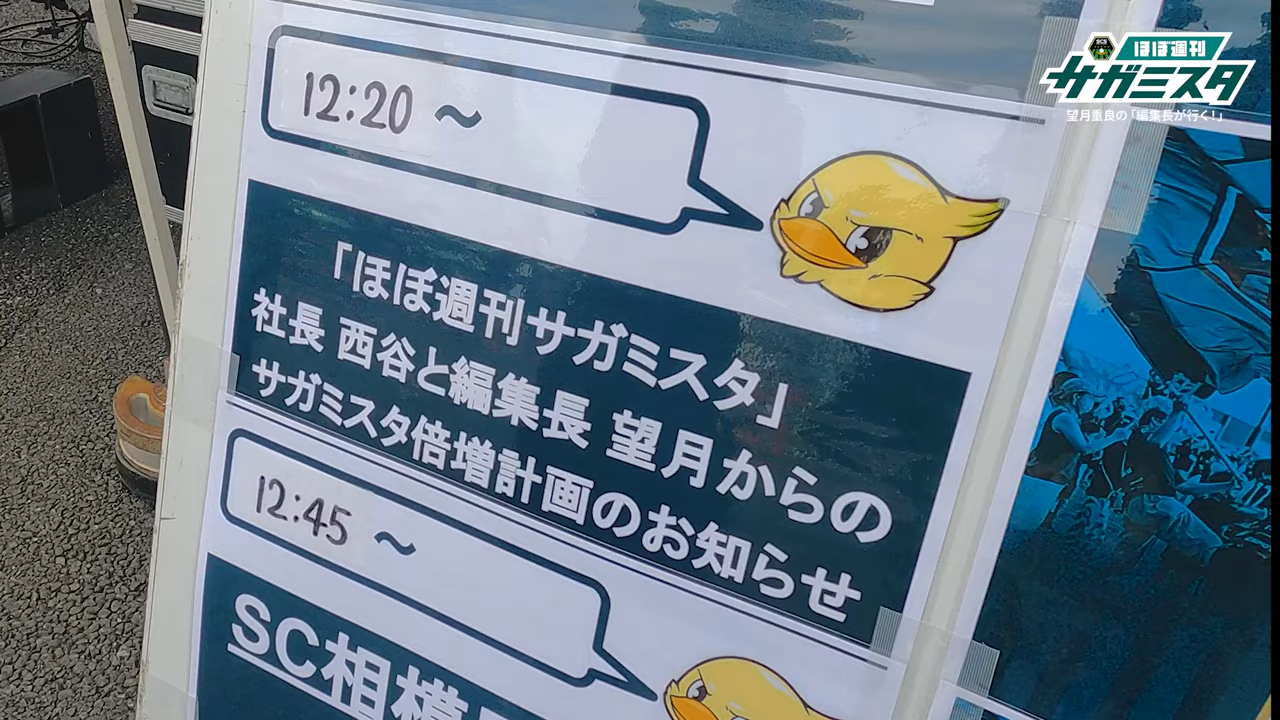 ほぼ週刊
サガミスタ
望月重良の「編集長が行く!」
12:20 〜
「ほぼ週刊サガミスタ」
社長 西谷と編集長 望月からの
サガミスタ倍増計画のお知らせ
12:45 〜
SC相模